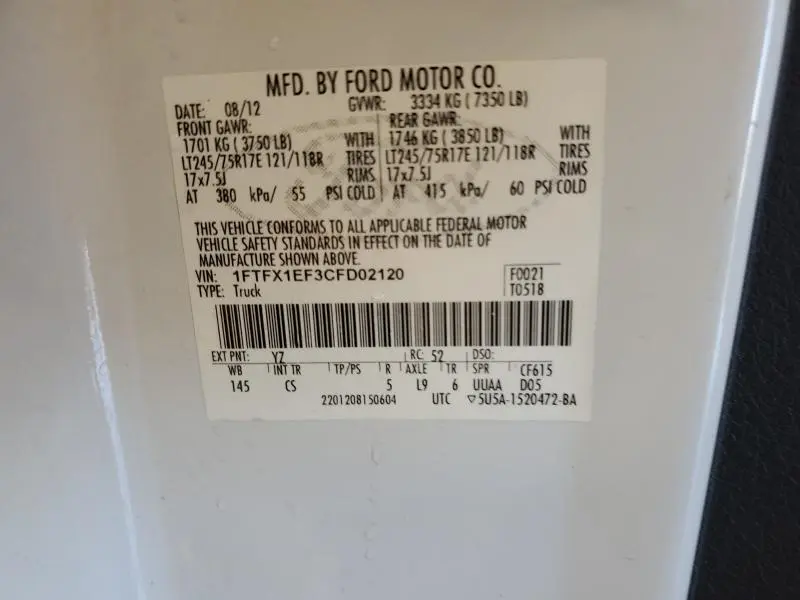 MFD. BY FORD MOTOR CO.
DATE: 08/12 GVWR: 3334 KG ( 7350 LB)
FRONT GAWR: REAR GAWR:
1701 KG ( 3750 LB) WITH 1746 KG ( 3850 LB) WITH
LT245/75R17E 121/118R TIRES LT245/75R17E 121/118R TIRES
17x7.5J RIMS 17x7.5J RIMS
AT 380 kPa/ 55 PSI COLD AT 415 kPa/ 60 PSI COLD
THIS VEHICLE CONFORMS TO ALL APPLICABLE FEDERAL MOTOR
VEHICLE SAFETY STANDARDS IN EFFECT ON THE DATE OF
MANUFACTURE SHOWN ABOVE.
VIN: 1FTFX1EF3CFD02120 F0021
TYPE: Truck T0518
EXT PNT: YZ RC: 52 DSO:
WB INT TR TP/PS R AXLE TR SPR CF615
145 CS 5 L9 6 UUAA D05
2201208150604 UTC ▽5U5A-1520472-BA